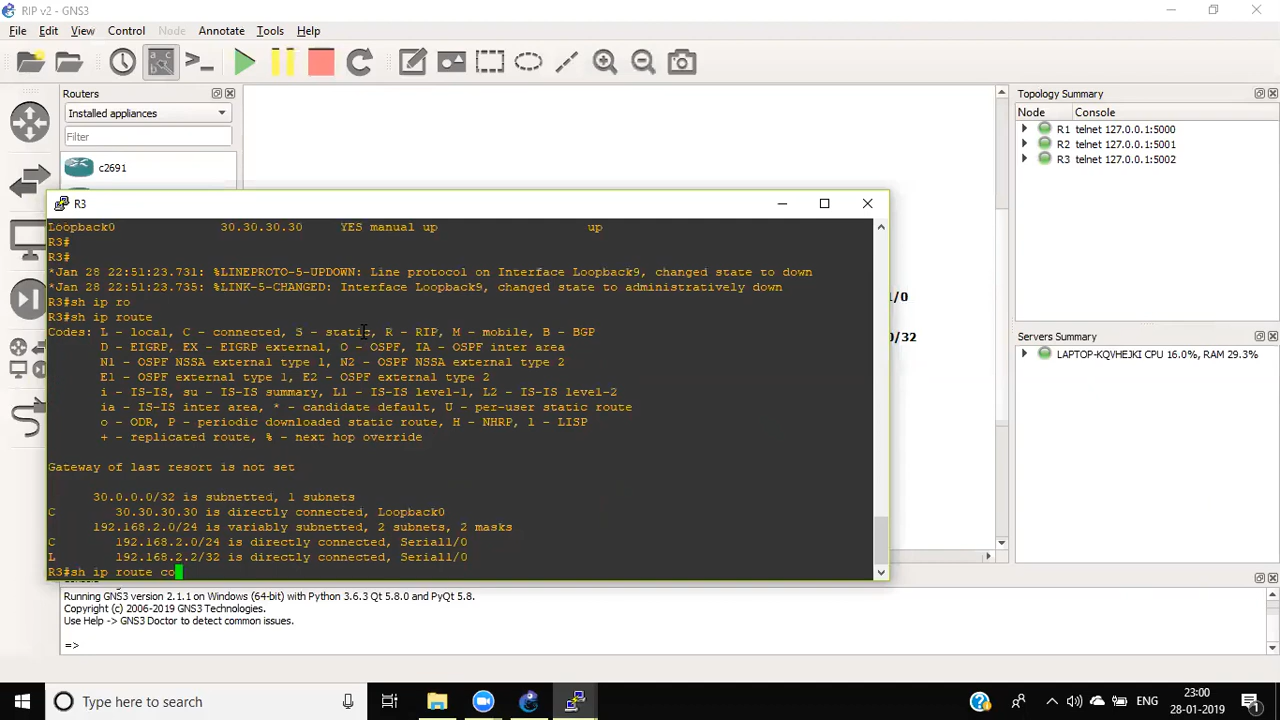 RIP v2 - GNS3
File Edit View Control Node Annotate Tools Help
Routers
Installed appliances
Filter
c2691
Topology Summary
Node Console
R1 telnet 127.0.0.1:5000
R2 telnet 127.0.0.1:5001
R3 telnet 127.0.0.1:5002
R3
Loopback0 30.30.30.30 YES manual up up
R3#
R3#
*Jan 28 22:51:23.731: %LINEPROTO-5-UPDOWN: Line protocol on Interface Loopback9, changed state to down
*Jan 28 22:51:23.735: %LINK-5-CHANGED: Interface Loopback9, changed state to administratively down
R3#sh ip ro
R3#sh ip route
Codes: L - local, C - connected, S - static, R - RIP, M - mobile, B - BGP
D - EIGRP, EX - EIGRP external, O - OSPF, IA - OSPF inter area
N1 - OSPF NSSA external type 1, N2 - OSPF NSSA external type 2
E1 - OSPF external type 1, E2 - OSPF external type 2
i - IS-IS, su - IS-IS summary, L1 - IS-IS level-1, L2 - IS-IS level-2
ia - IS-IS inter area, * - candidate default, U - per-user static route
o - ODR, P - periodic downloaded static route, H - NHRP, l - LISP
+ - replicated route, % - next hop override
Gateway of last resort is not set
30.0.0.0/32 is subnetted, 1 subnets
C 30.30.30.30 is directly connected, Loopback0
192.168.2.0/24 is variably subnetted, 2 subnets, 2 masks
C 192.168.2.0/24 is directly connected, Serial1/0
L 192.168.2.2/32 is directly connected, Serial1/0
R3#sh ip route co
1/0
0/32
Servers Summary
LAPTOP-KQVHEJKI CPU 16.0%, RAM 29.3%
Running GNS3 version 2.1.1 on Windows (64-bit) with Python 3.6.3 Qt 5.8.0 and PyQt 5.8.
Copyright (c) 2006-2019 GNS3 Technologies.
Use Help -> GNS3 Doctor to detect common issues.
=>
Type here to search
ENG
23:00
28-01-2019